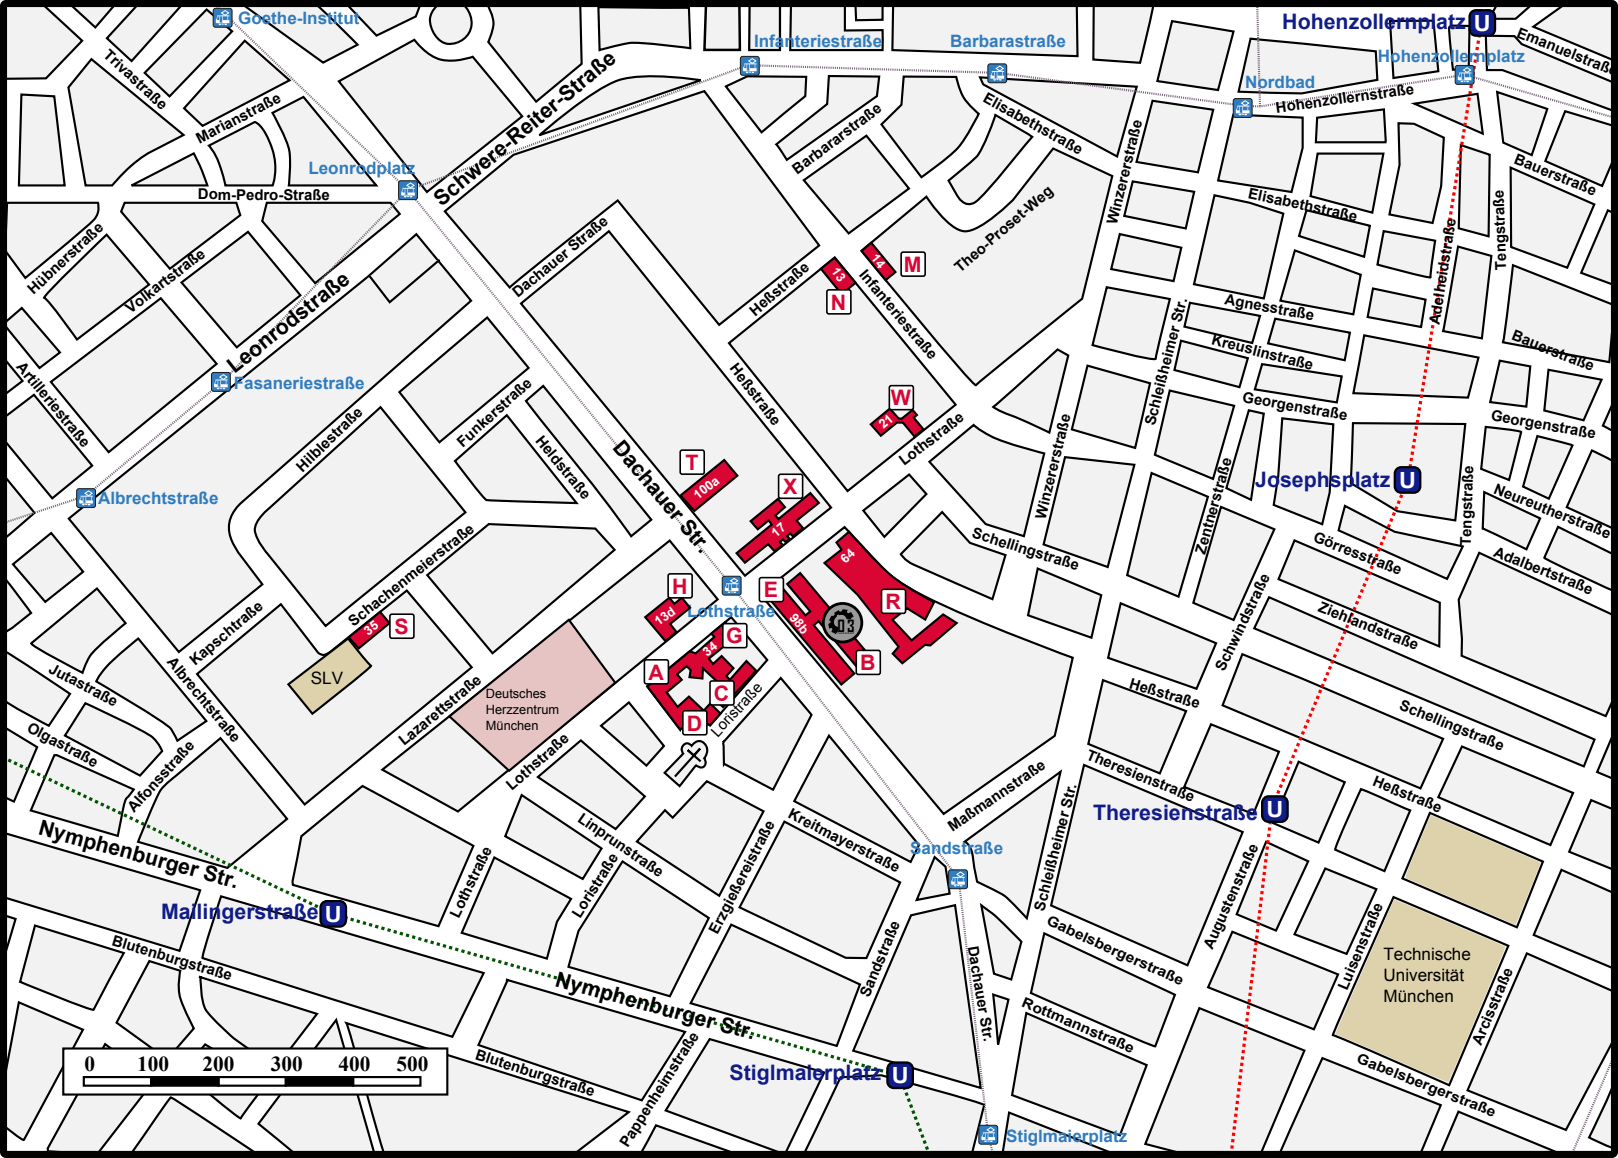 Goethe-Institut
Infanteriestraße
Barbarastraße
Hohenzollernplatz
U
Emanuelstraße
Hohenzollernplatz
Trivastraße
Marianstraße
Schwere-Reiter-Straße
Nordbad
Hohenzollernstraße
Elisabethstraße
Barbararstraße
Winzererstraße
Bauerstraße
Leonrodplatz
Dom-Pedro-Straße
Elisabethstraße
Tengstraße
Theo-Proset-Weg
Hübnerstraße
Volkartstraße
Dachauer Straße
Heßstraße
13
14
M
N
Infanteriestraße
Adelheidstraße
Agnesstraße
Leonrodstraße
Schleißheimer Str.
Kreuslinstraße
Bauerstraße
Artilleriestraße
Fasaneriestraße
Heßstraße
W
21
Georgenstraße
Georgenstraße
Funkerstraße
Hilblestraße
Heldstraße
Lothstraße
Winzererstraße
Dachauer Str.
T
100a
X
17
Josephsplatz
U
Zentnerstraße
Tengstraße
Neureutherstraße
Albrechtstraße
Schellingstraße
Görresstraße
Adalbertstraße
Schachenmeierstraße
64
E
H
R
Lothstraße
13d
98b
03
B
Ziehlandstraße
Schwindstraße
Kapschtraße
35
S
G
34
A
C
D
SLV
Albrechtstraße
Jutastraße
Lazarettstraße
Deutsches
Herzzentrum
München
Loristraße
Heßstraße
Schellingstraße
Olgastraße
Alfonsstraße
Lothstraße
Maßmannstraße
Theresienstraße
Heßstraße
Theresienstraße
U
Nymphenburger Str.
Linprunstraße
Kreitmayerstraße
Sandstraße
Schleißheimer Str.
Erzgießereistraße
Lothstraße
Loristraße
Augustenstraße
Mailingerstraße
U
Blutenburgstraße
Sandstraße
Dachauer Str.
Gabelsbergerstraße
Luisenstraße
Technische
Universität
München
Arcisstraße
Nymphenburger Str.
Rottmannstraße
0 100 200 300 400 500
Blutenburgstraße
Pappenheimstraße
Stiglmaierplatz
U
Gabelsbergerstraße
Stiglmaierplatz